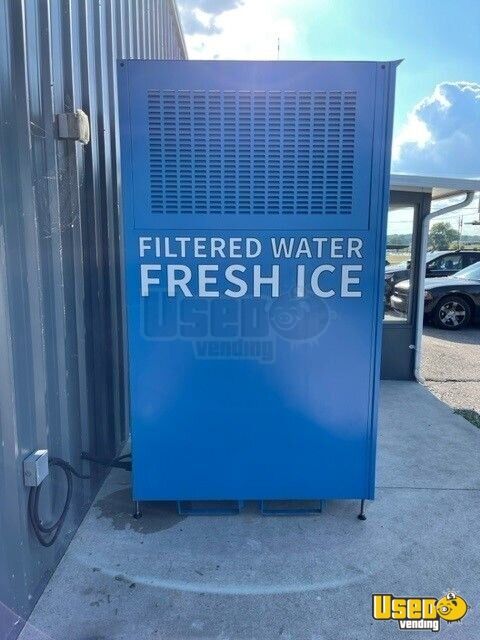 FILTERED WATER
FRESH ICE
USED
vending
USED
vending